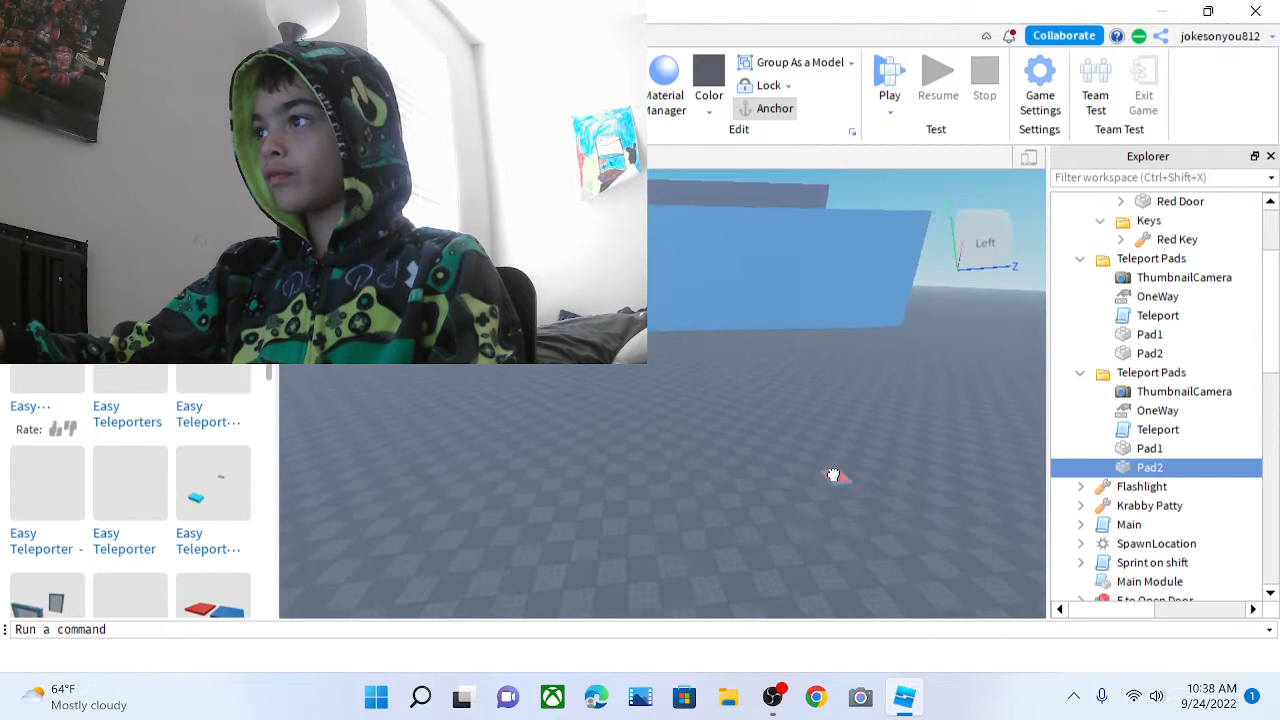 Collaborate
jokesonyou812
Material Color
Manager
Group As a Model
Lock
Anchor
Edit
Play Resume Stop
Test
Game
Settings
Settings
Team
Test
Exit
Game
Team Test
Explorer
Filter workspace (Ctrl+Shift+X)
Red Door
Keys
Red Key
Teleport Pads
ThumbnailCamera
OneWay
Teleport
Pad1
Pad2
Teleport Pads
ThumbnailCamera
OneWay
Teleport
Pad1
Pad2
Flashlight
Krabby Patty
Main
SpawnLocation
Sprint on shift
Main Module
E to Open Door
Left
Z
Easy...
Rate:
Easy
Teleporters
Easy
Teleport...
Easy
Teleporter -
Easy
Teleporter
Easy
Teleport...
Run a command
64°F
Mostly cloudy
10:38 AM
9/24/2022
1